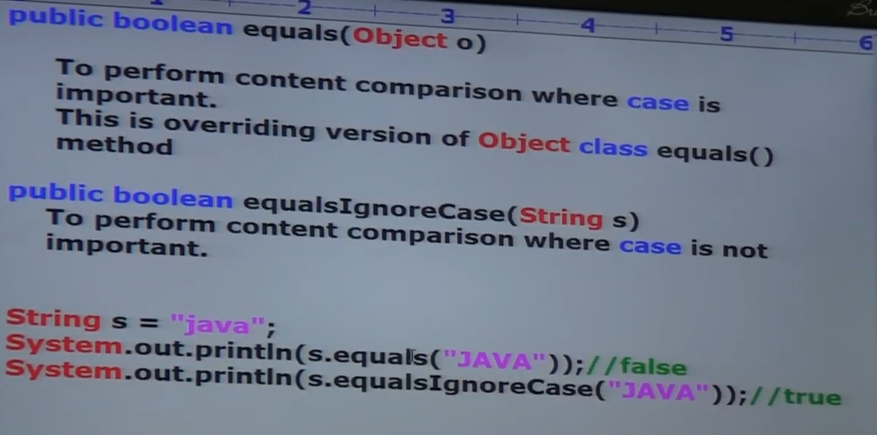 2 3 4 5 6
public boolean equals(Object o)
To perform content comparison where case is
important.
This is overriding version of Object class equals()
method
public boolean equalsIgnoreCase(String s)
To perform content comparison where case is not
important.
String s = "java";
System.out.println(s.equals("JAVA"));//false
System.out.println(s.equalsIgnoreCase("JAVA"));//true